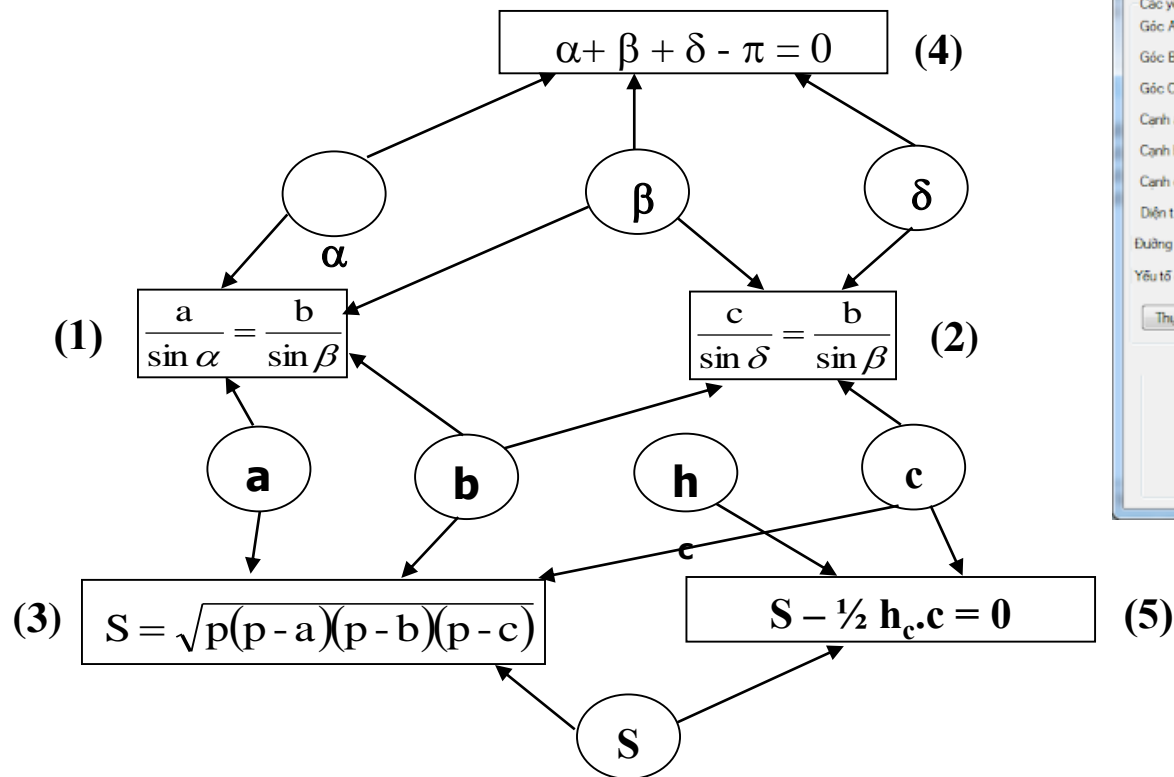 α+ β + δ - π = 0 (4)
α
β
δ
(1) a/sin α = b/sin β
c/sin δ = b/sin β (2)
a
b
h
c
c
(3) S = √p(p - a)(p - b)(p - c)
S – ½ h_c.c = 0 (5)
S
Góc
Góc
Góc
Cạnh
Cạnh
Cạnh
Diện
Đường
Yếu tố